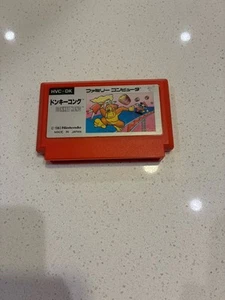 HVC-DK
ファミリー コンピュータ
ドンキーコング
DONKEY KONG
© 1983 Nintendo
MADE IN JAPAN